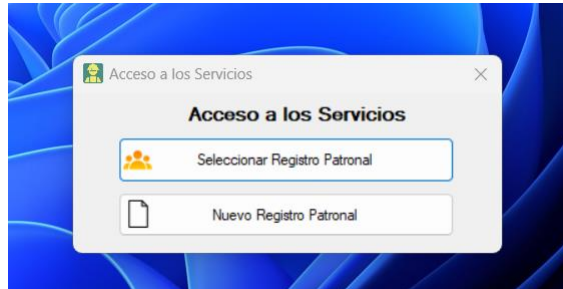 Acceso a los Servicios
Acceso a los Servicios
Seleccionar Registro Patronal
Nuevo Registro Patronal